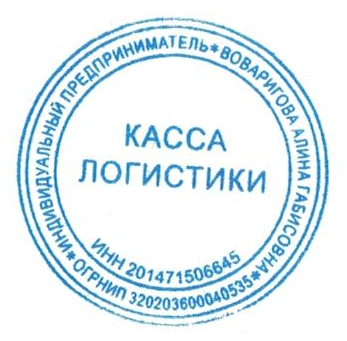 ИНДИВИДУАЛЬНЫЙ ПРЕДПРИНИМАТЕЛЬ*ВОВАРИГОВА АЛИНА ГАБИСОВНА*
ОГРНИП 320203600040535*
КАССА
ЛОГИСТИКИ
ИНН 201471506645